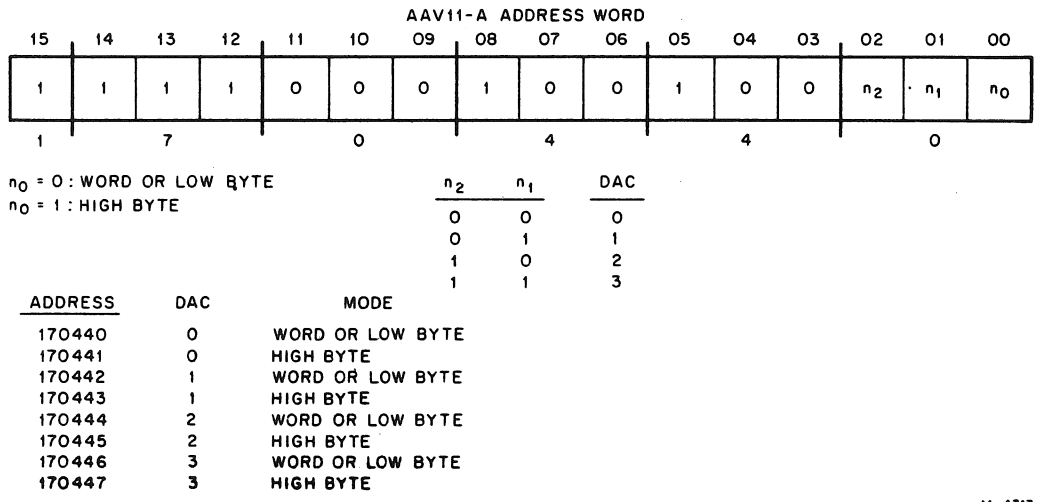 AAV11-A ADDRESS WORD
15 14 13 12 11 10 09 08 07 06 05 04 03 02 01 00
1 1 1 1 0 0 0 1 0 0 1 0 0 n2 n1 n0
1 7 0 4 4 0
n0 = 0: WORD OR LOW BYTE
n0 = 1: HIGH BYTE
n2 n1 DAC
0 0 0
0 1 1
1 0 2
1 1 3
ADDRESS DAC MODE
170440 0 WORD OR LOW BYTE
170441 0 HIGH BYTE
170442 1 WORD OR LOW BYTE
170443 1 HIGH BYTE
170444 2 WORD OR LOW BYTE
170445 2 HIGH BYTE
170446 3 WORD OR LOW BYTE
170447 3 HIGH BYTE